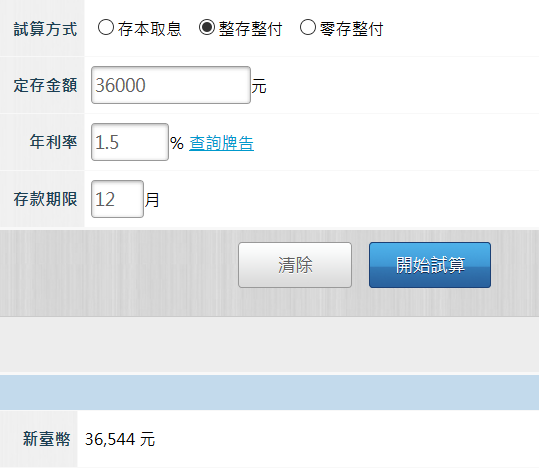 試算方式 存本取息 整存整付 零存整付
定存金額 36000 元
年利率 1.5 % 查詢牌告
存款期限 12 月
清除 開始試算
新臺幣 36,544 元